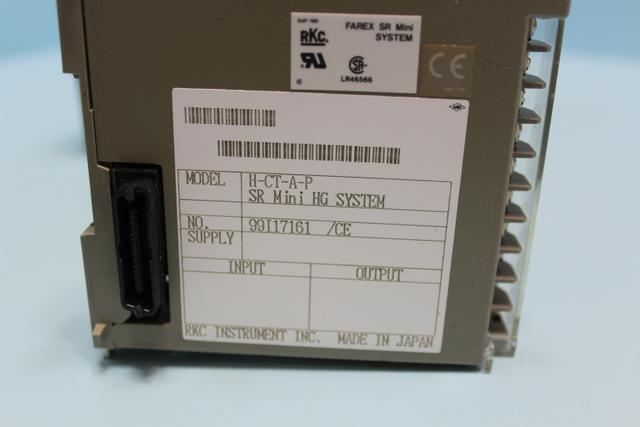 RKC
FAREX SR Mini
SYSTEM
LR46566
CE
MODEL H-CT-A-P
SR Mini HG SYSTEM
NO. 99I17161 /CE
SUPPLY
INPUT OUTPUT
RKC INSTRUMENT INC. MADE IN JAPAN